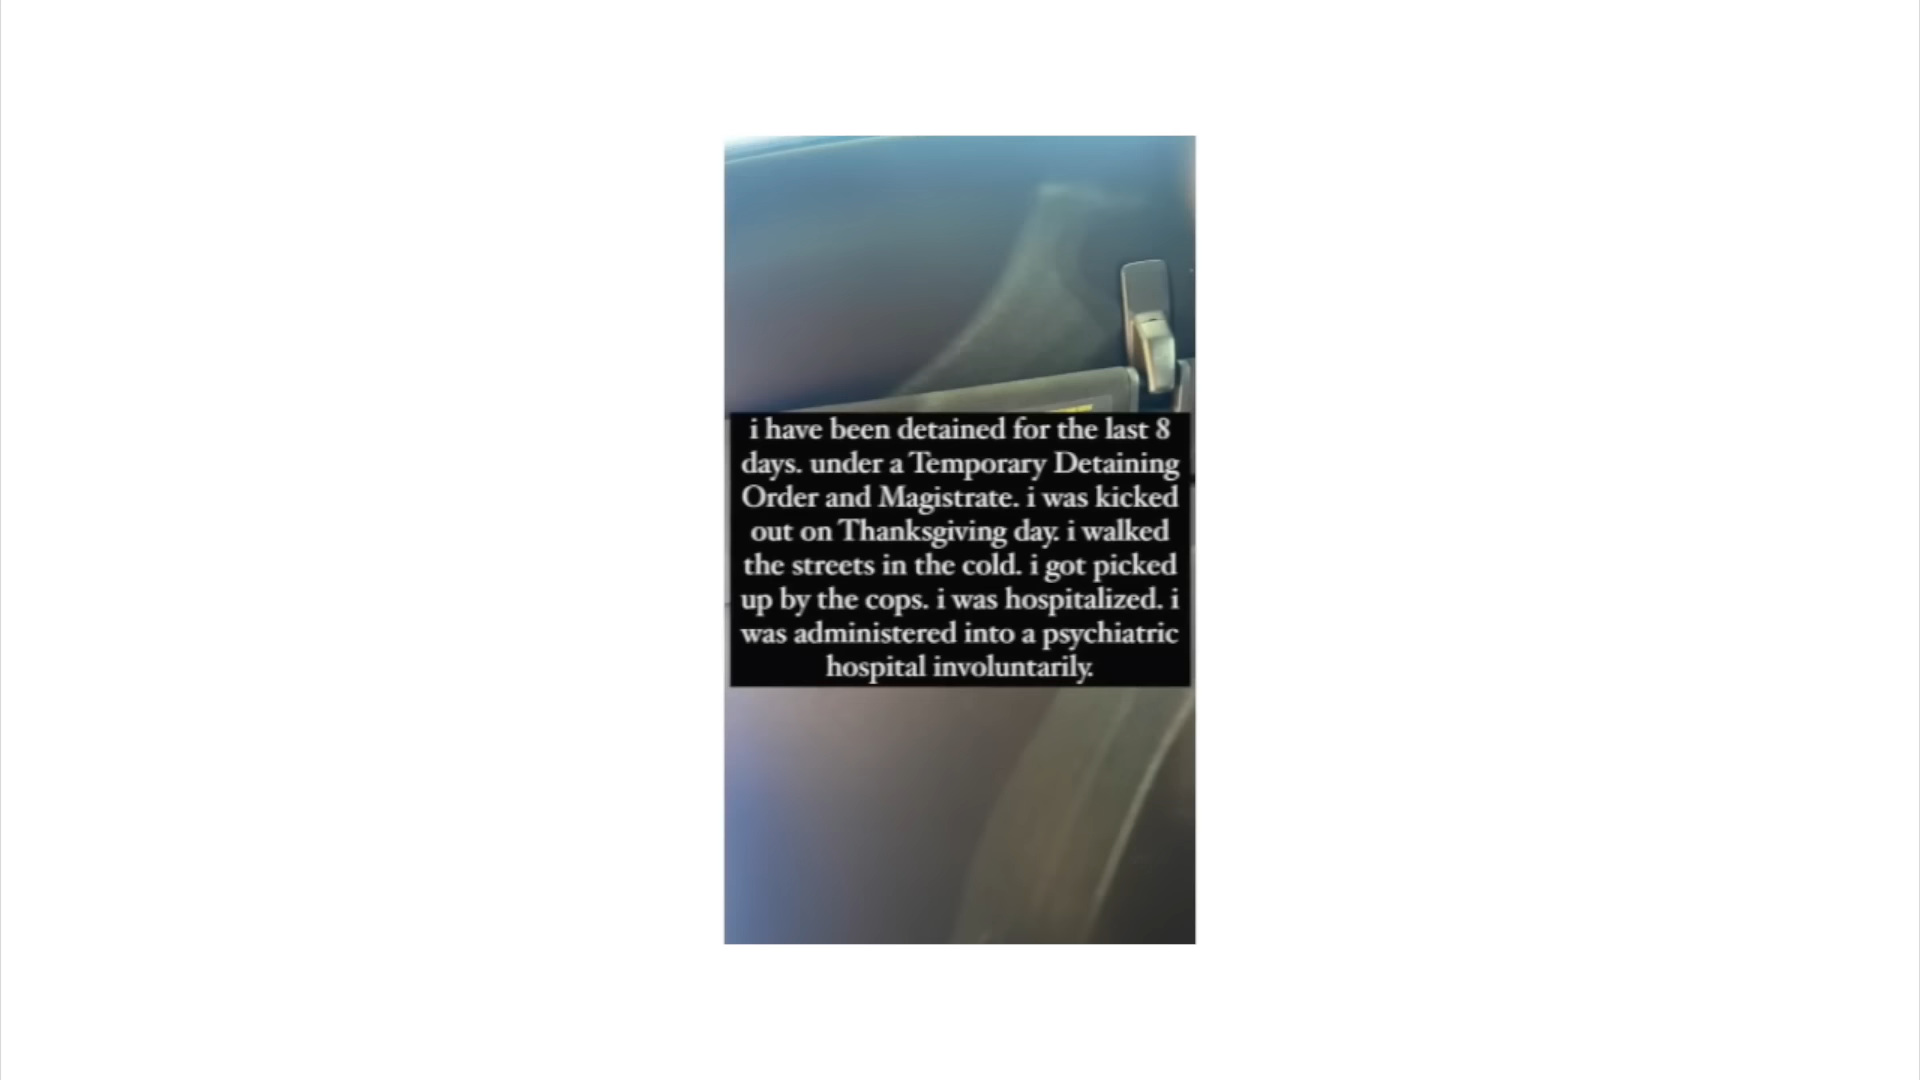 i have been detained for the last 8
days. under a Temporary Detaining
Order and Magistrate. i was kicked
out on Thanksgiving day. i walked
the streets in the cold. i got picked
up by the cops. i was hospitalized. i
was administered into a psychiatric
hospital involuntarily.